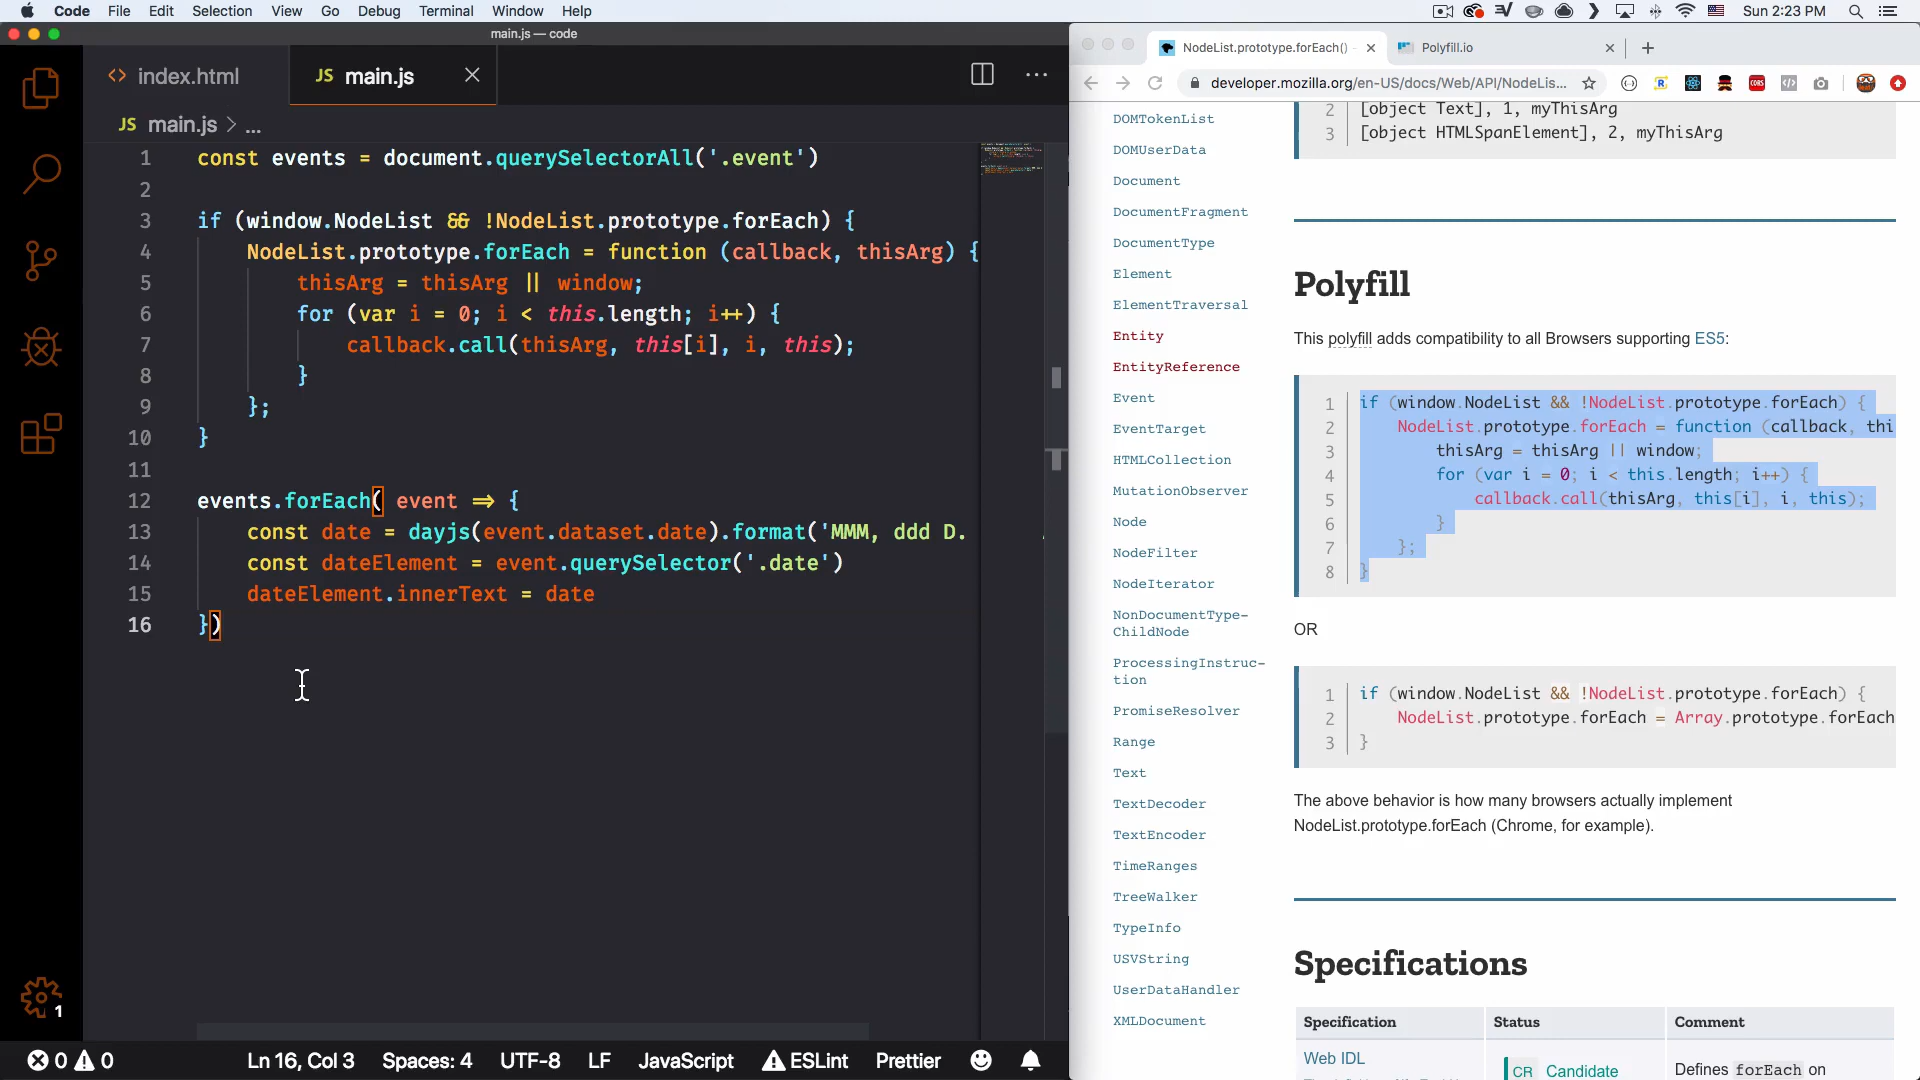 Code File Edit Selection View Go Debug Terminal Window Help
Sun 2:23 PM
main.js — code
index.html
JS main.js
JS main.js > ...
1 const events = document.querySelectorAll('.event')
2
3 if (window.NodeList && !NodeList.prototype.forEach) {
4 NodeList.prototype.forEach = function (callback, thisArg) {
5 thisArg = thisArg || window;
6 for (var i = 0; i < this.length; i++) {
7 callback.call(thisArg, this[i], i, this);
8 }
9 };
10 }
11
12 events.forEach( event => {
13 const date = dayjs(event.dataset.date).format('MMM, ddd D.
14 const dateElement = event.querySelector('.date')
15 dateElement.innerText = date
16 })
1
0 0
Ln 16, Col 3
Spaces: 4
UTF-8
LF
JavaScript
ESLint
Prettier
NodeList.prototype.forEach()
Polyfill.io
developer.mozilla.org/en-US/docs/Web/API/NodeLis...
CORS
DOMTokenList
DOMUserData
Document
DocumentFragment
DocumentType
Element
ElementTraversal
Entity
EntityReference
Event
EventTarget
HTMLCollection
MutationObserver
Node
NodeFilter
NodeIterator
NonDocumentType-
ChildNode
ProcessingInstruc-
tion
PromiseResolver
Range
Text
TextDecoder
TextEncoder
TimeRanges
TreeWalker
TypeInfo
USVString
UserDataHandler
XMLDocument
2 [object Text], 1, myThisArg
3 [object HTMLSpanElement], 2, myThisArg
Polyfill
This polyfill adds compatibility to all Browsers supporting ES5:
1 if (window.NodeList && !NodeList.prototype.forEach) {
2 NodeList.prototype.forEach = function (callback, thi
3 thisArg = thisArg || window;
4 for (var i = 0; i < this.length; i++) {
5 callback.call(thisArg, this[i], i, this);
6 }
7 };
8 }
OR
1 if (window.NodeList && !NodeList.prototype.forEach) {
2 NodeList.prototype.forEach = Array.prototype.forEach
3 }
The above behavior is how many browsers actually implement
NodeList.prototype.forEach (Chrome, for example).
Specifications
Specification Status Comment
Web IDL
CR Candidate
Defines forEach on